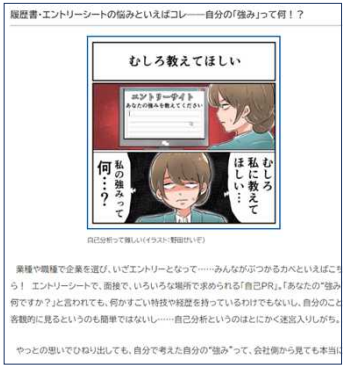 履歴書・エントリーシートの悩みといえばコレ――自分の「強み」って何！？
むしろ教えてほしい
エントリーサイト
あなたの強みを教えてください
むしろ
私に教えて
ほしい…
私の強みって
何…？
自己分析って難しい(イラスト：野田せいぞ)
業種や職種で企業を選び、いざエントリーとなって……みんながぶつかるカベといえばこち
ら！ エントリーシートで、面接で、いろいろな場所で求められる「自己PR」。「あなたの“強み
何ですか？」と言われても、何かすごい特技や経歴を持っているわけでもないし、自分のこと
客観的に見るというのも簡単ではないし……自己分析というのはとにかく迷宮入りしがち。
やっとの思いでひねり出しても、自分で考えた自分の“強み”って、会社側から見ても本当に